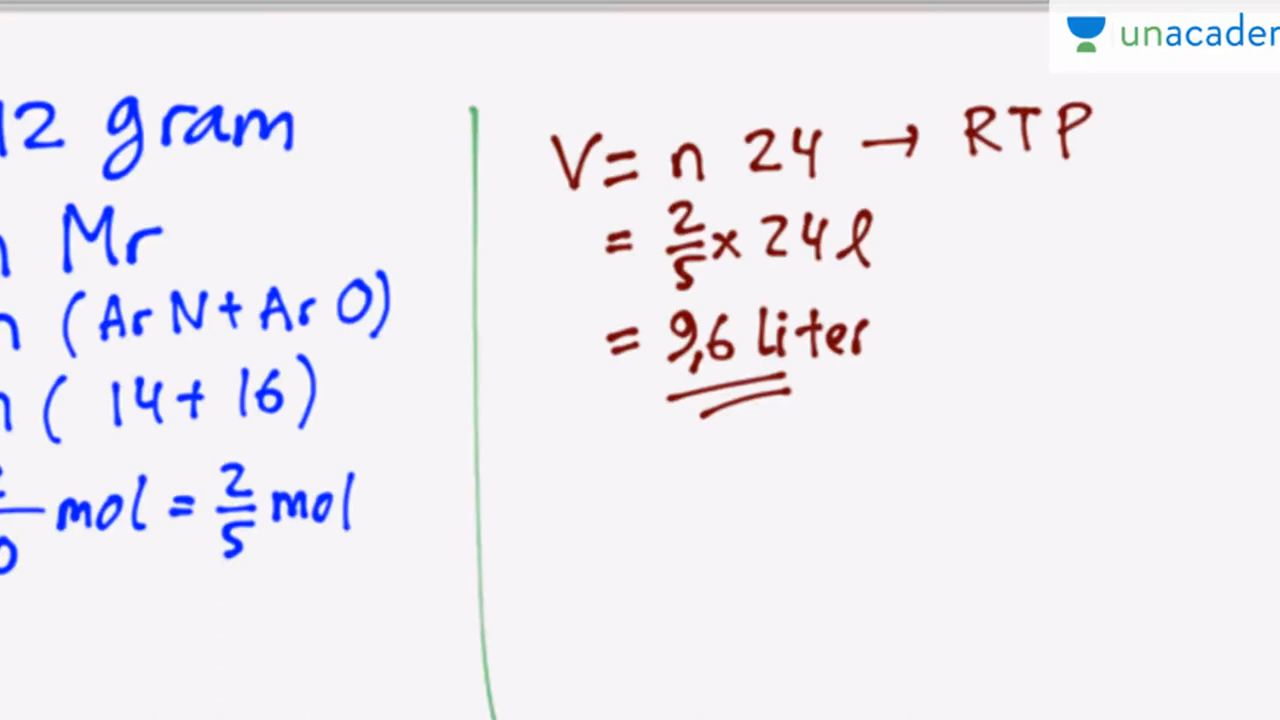 unacade
12 gram
Mr
(Ar N + Ar O)
( 14 + 16 )
mol = 2/5 mol
V = n 24 → RTP
= 2/5 x 24 l
= 9,6 liter